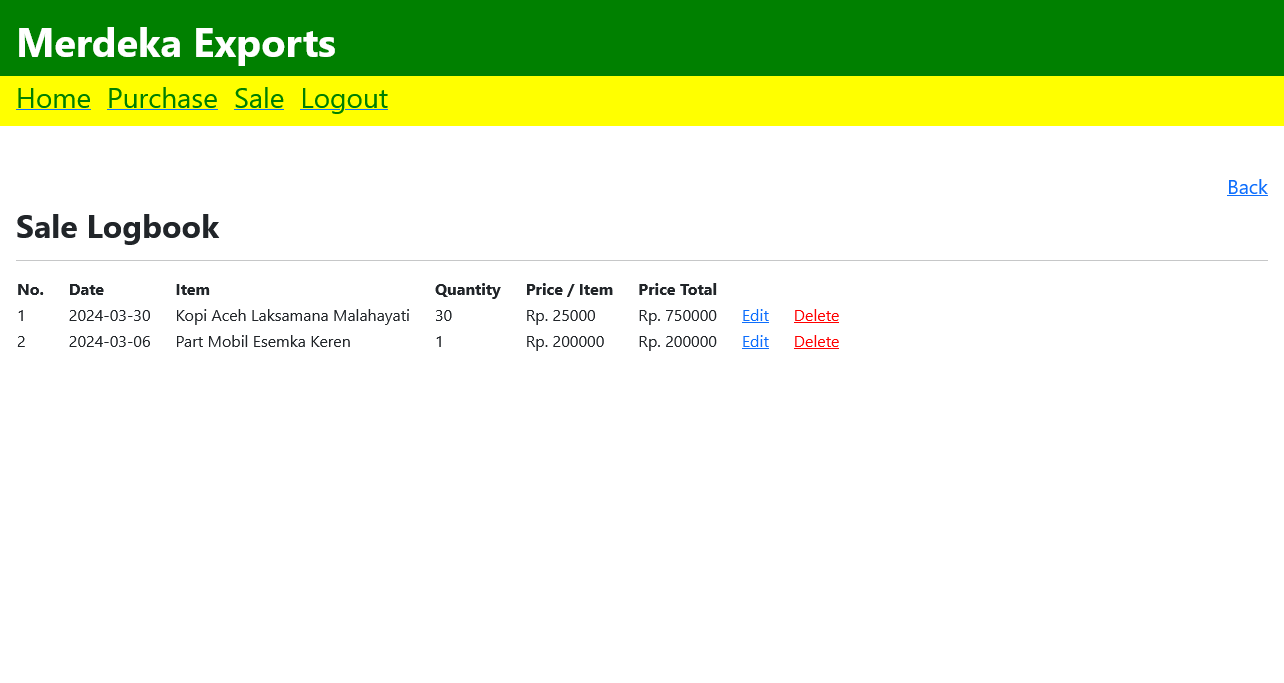 Merdeka Exports
Home Purchase Sale Logout
Back
Sale Logbook
No. Date Item Quantity Price / Item Price Total
1 2024-03-30 Kopi Aceh Laksamana Malahayati 30 Rp. 25000 Rp. 750000 Edit Delete
2 2024-03-06 Part Mobil Esemka Keren 1 Rp. 200000 Rp. 200000 Edit Delete